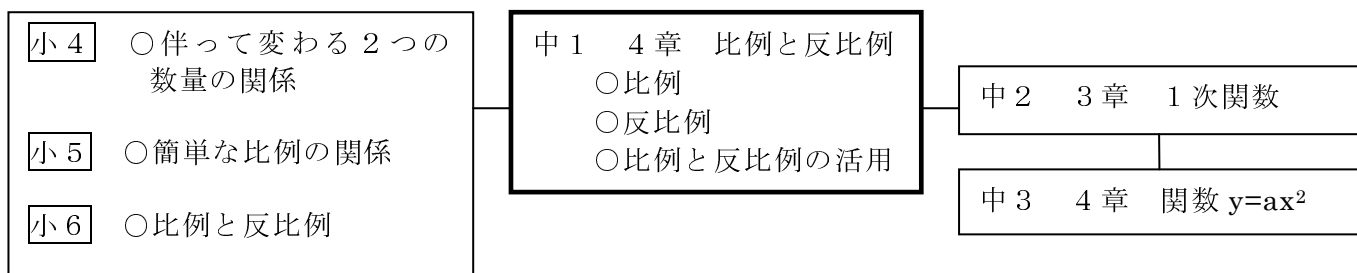 小４　○伴って変わる２つの
数量の関係
小５　○簡単な比例の関係
小６　○比例と反比例
中１　４章　比例と反比例
○比例
○反比例
○比例と反比例の活用
中２　３章　１次関数
中３　４章　関数 y=ax²